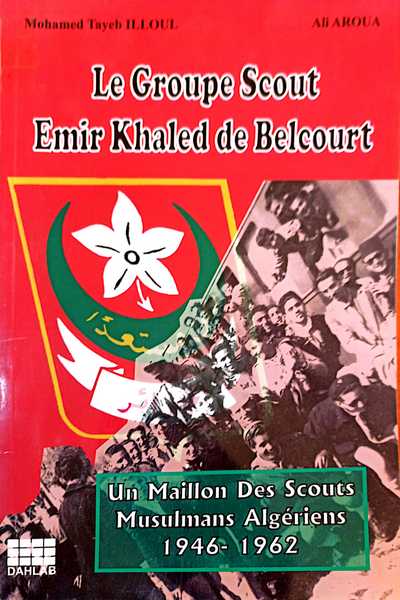 Mohamed Tayeb ILLOUL
Ali AROUA
Le Groupe Scout
Emir Khaled de Belcourt
Un Maillon Des Scouts
Musulmans Algériens
1946- 1962
DAHLAB